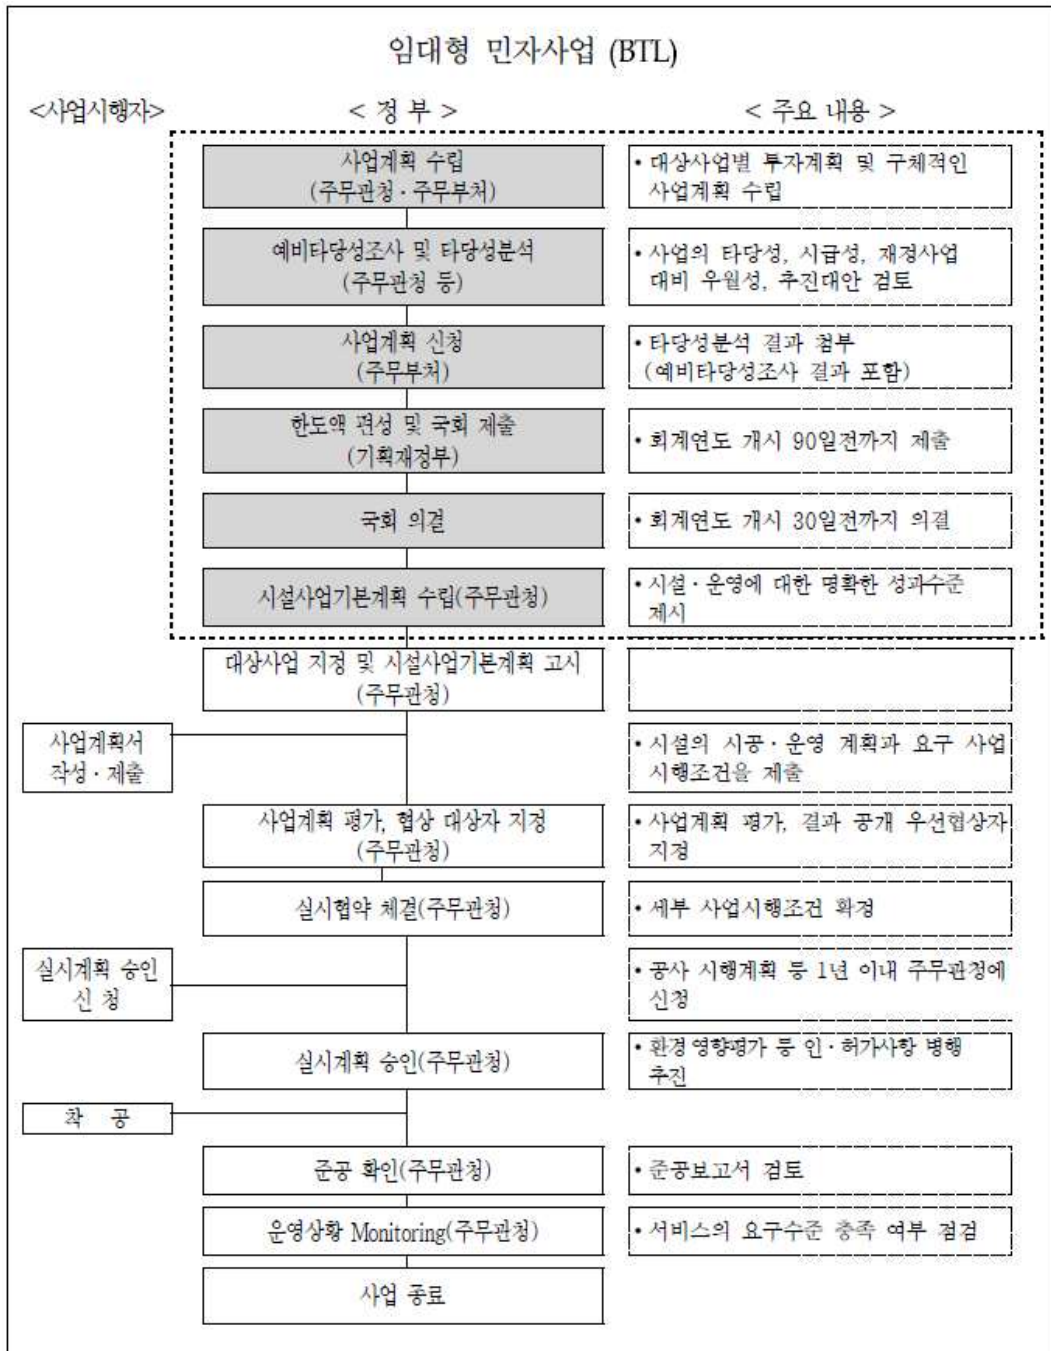 임대형 민자사업 (BTL)
<사업시행자> < 정 부 > < 주요 내용 >
사업계획 수립
(주무관청·주무부처)
• 대상사업별 투자계획 및 구체적인
사업계획 수립
예비타당성조사 및 타당성분석
(주무관청 등)
• 사업의 타당성, 시급성, 재정사업
대비 우월성, 추진대안 검토
사업계획 신청
(주무부처)
• 타당성분석 결과 첨부
(예비타당성조사 결과 포함)
한도액 편성 및 국회 제출
(기획재정부)
• 회계연도 개시 90일전까지 제출
국회 의결
• 회계연도 개시 30일전까지 의결
시설사업기본계획 수립(주무관청)
• 시설·운영에 대한 명확한 성과수준
제시
대상사업 지정 및 시설사업기본계획 고시
(주무관청)
사업계획서
작성·제출
• 시설의 시공·운영 계획과 요구 사업
시행조건을 제출
사업계획 평가, 협상 대상자 지정
(주무관청)
• 사업계획 평가, 결과 공개 우선협상자
지정
실시협약 체결(주무관청)
• 세부 사업시행조건 확정
실시계획 승인
신 청
• 공사 시행계획 등 1년 이내 주무관청에
신청
실시계획 승인(주무관청)
• 환경영향평가 등 인·허가사항 병행
추진
착 공
준공 확인(주무관청)
• 준공보고서 검토
운영상황 Monitoring(주무관청)
• 서비스의 요구수준 충족 여부 점검
사업 종료